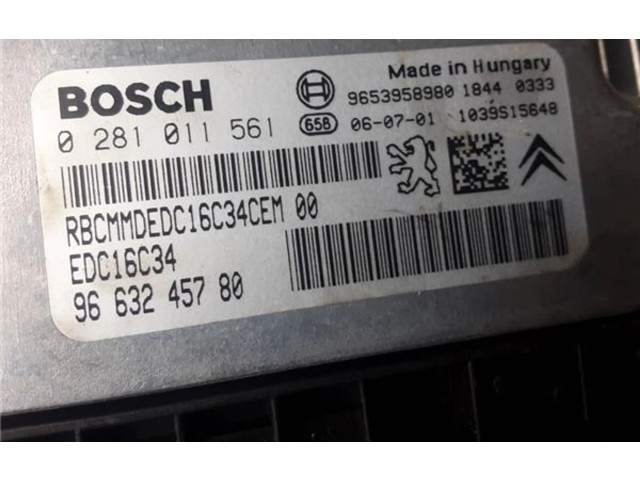 Made in Hungary
BOSCH
9653958980 1844 0333
0 281 011 561
658 06-07-01 1039S15648
RBCMMDEDC16C34CEM 00
EDC16C34
96 632 457 80